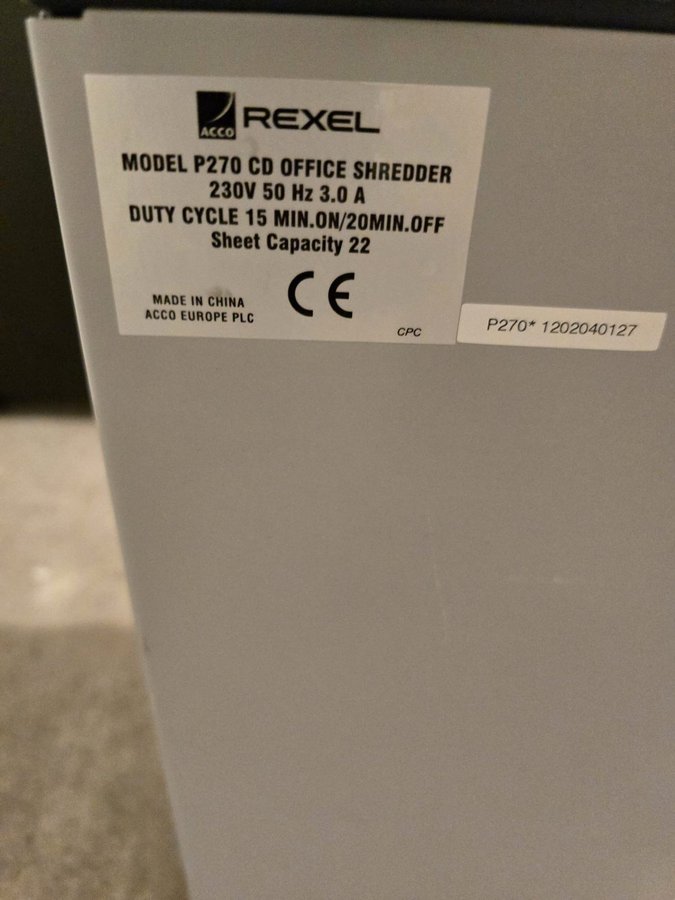 ACCO REXEL
MODEL P270 CD OFFICE SHREDDER
230V 50 Hz 3.0 A
DUTY CYCLE 15 MIN.ON/20MIN.OFF
Sheet Capacity 22
CE
MADE IN CHINA
ACCO EUROPE PLC
CPC
P270* 1202040127